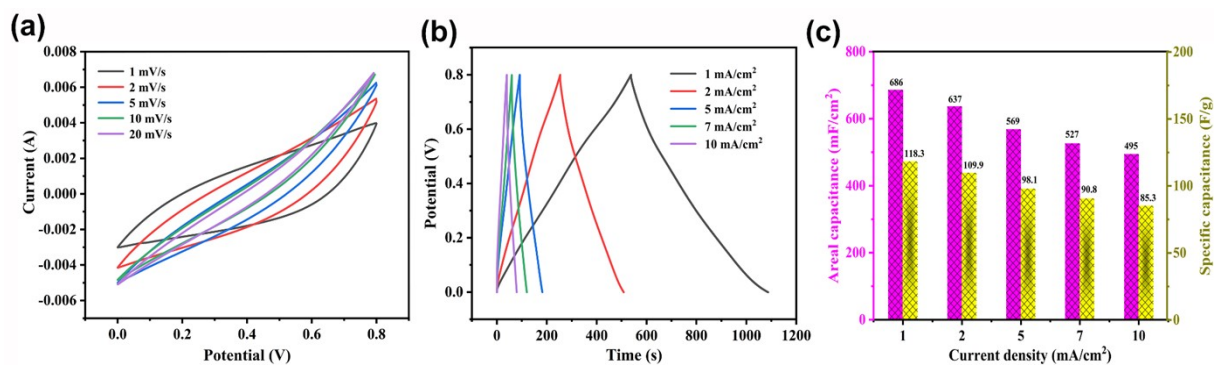 (a)
0.008
0.006
0.004
0.002
0.000
-0.002
-0.004
-0.006
Current (A)
1 mV/s
2 mV/s
5 mV/s
10 mV/s
20 mV/s
0.0 0.2 0.4 0.6 0.8
Potential (V)
(b)
1.0
0.8
0.6
0.4
0.2
0.0
Potential (V)
1 mA/cm²
2 mA/cm²
5 mA/cm²
7 mA/cm²
10 mA/cm²
0 200 400 600 800 1000 1200
Time (s)
(c)
800
600
400
200
0
Areal capacitance (mF/cm²)
686
118.3
637
109.9
569
98.1
527
90.8
495
85.3
200
150
100
50
0
Specific capacitance (F/g)
1 2 5 7 10
Current density (mA/cm²)